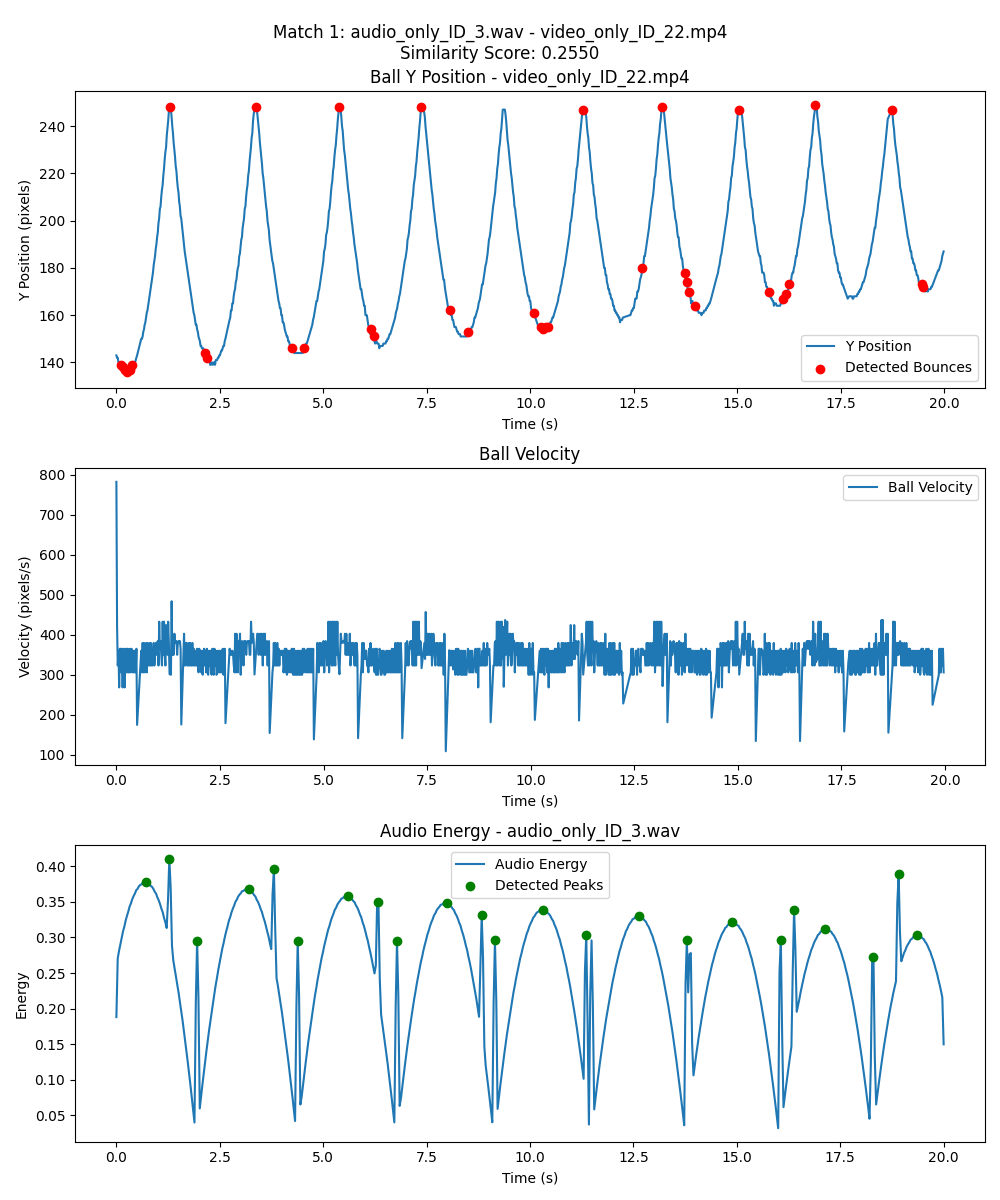 Match 1: audio_only_ID_3.wav - video_only_ID_22.mp4
Similarity Score: 0.2550
Ball Y Position - video_only_ID_22.mp4
240
220
200
180
160
140
Y Position (pixels)
Y Position
Detected Bounces
0.0 2.5 5.0 7.5 10.0 12.5 15.0 17.5 20.0
Time (s)
Ball Velocity
800
700
600
500
400
300
200
100
Velocity (pixels/s)
Ball Velocity
0.0 2.5 5.0 7.5 10.0 12.5 15.0 17.5 20.0
Time (s)
Audio Energy - audio_only_ID_3.wav
0.40
0.35
0.30
0.25
0.20
0.15
0.10
0.05
Energy
Audio Energy
Detected Peaks
0.0 2.5 5.0 7.5 10.0 12.5 15.0 17.5 20.0
Time (s)